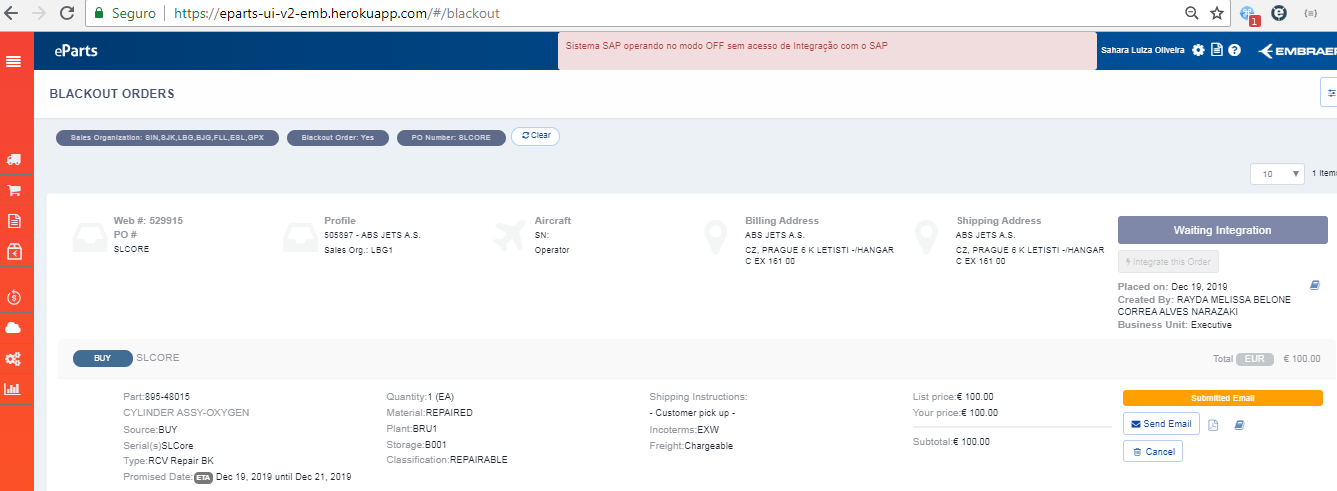 Seguro https://eparts-ui-v2-emb.herokuapp.com/#/blackout
1
eParts
Sistema SAP operando no modo OFF sem acesso de Integração com o SAP
Sahara Luiza Oliveira
EMBRAER
BLACKOUT ORDERS
Sales Organization: SIN,SJK,LBG,BJG,FLL,ESL,GPX
Blackout Order: Yes
PO Number: SLCORE
Clear
10
1 Items
Web #: 529915
PO #
SLCORE
Profile
505897 - ABS JETS A.S.
Sales Org.: LBG1
Aircraft
SN:
Operator
Billing Address
ABS JETS A.S.
CZ, PRAGUE 6 K LETISTI -/HANGAR
C EX 161 00
Shipping Address
ABS JETS A.S.
CZ, PRAGUE 6 K LETISTI -/HANGAR
C EX 161 00
Waiting Integration
Integrate this Order
Placed on: Dec 19, 2019
Created By: RAYDA MELISSA BELONE
CORREA ALVES NARAZAKI
Business Unit: Executive
BUY SLCORE
Total EUR € 100.00
Part:895-48015
CYLINDER ASSY-OXYGEN
Source:BUY
Serial(s)SLCore
Type:RCV Repair BK
Promised Date: ETA Dec 19, 2019 until Dec 21, 2019
Quantity:1 (EA)
Material:REPAIRED
Plant:BRU1
Storage:B001
Classification:REPAIRABLE
Shipping Instructions:
- Customer pick up -
Incoterms:EXW
Freight:Chargeable
List price:€ 100.00
Your price:€ 100.00
Subtotal:€ 100.00
Submitted Email
Send Email
Cancel